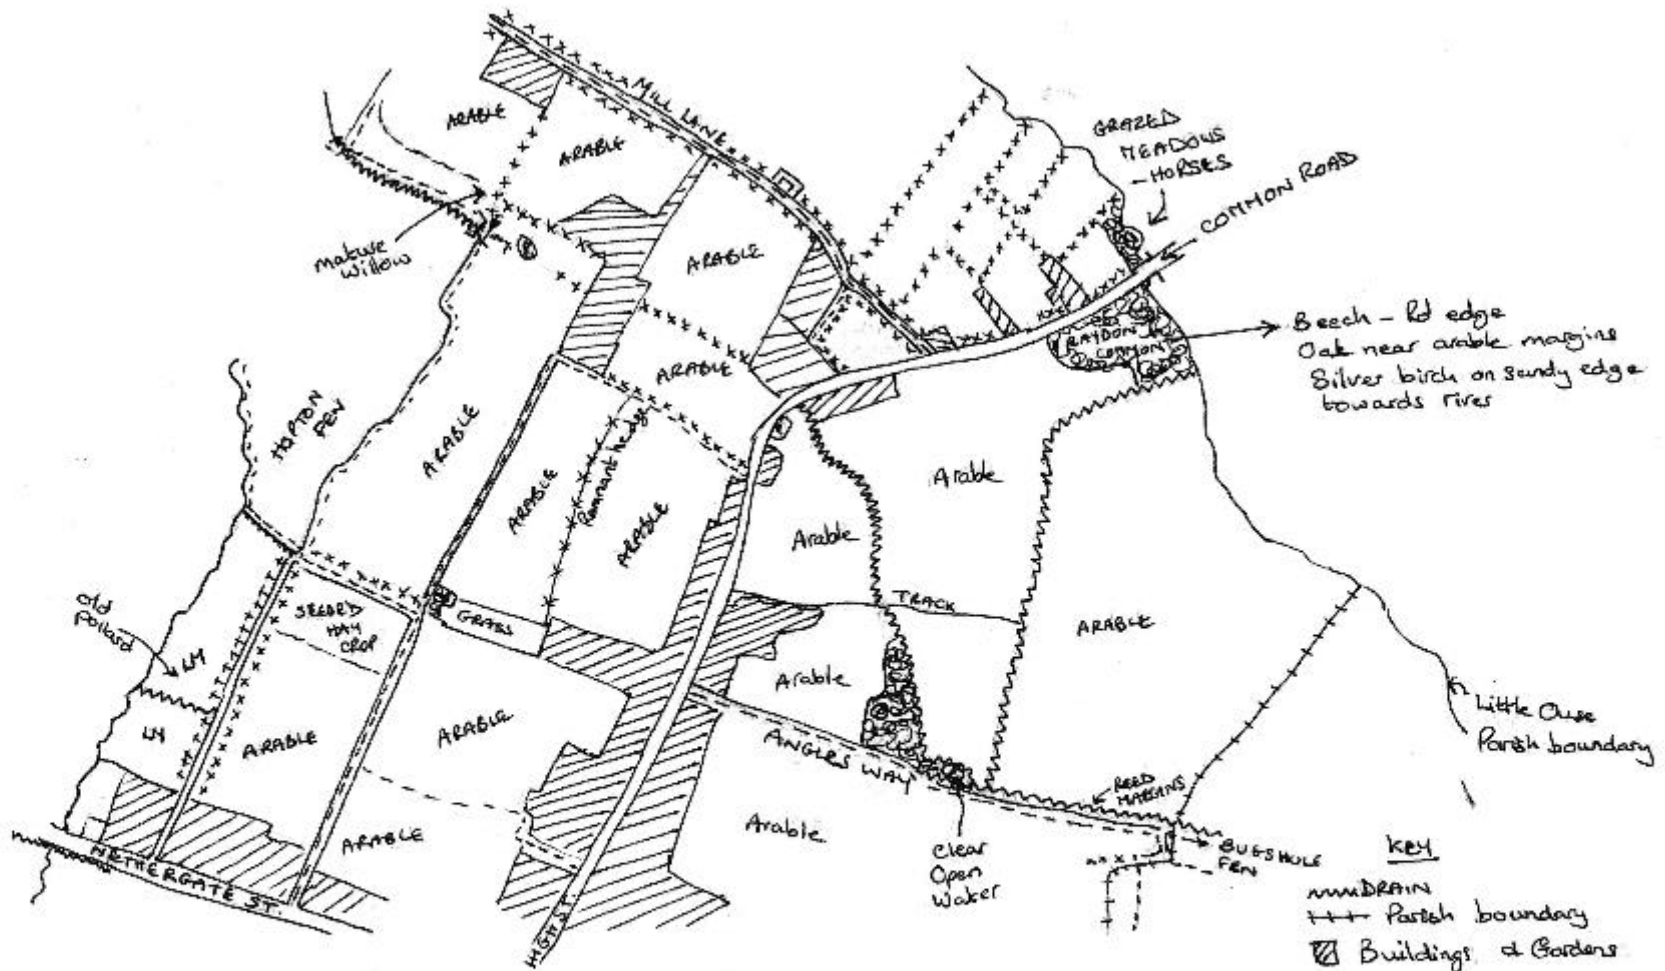 MILL LANE
ARABLE
ARABLE
GRAZED
MEADOWS
- HORSES
COMMON ROAD
mature
willow
ARABLE
RAYDON
COMMON
Beech - Rd edge
Oak near arable margins
Silver birch on sandy edge
towards river
ARABLE
HOPTON
FEN
ARABLE
ARABLE
Remnant hedge
ARABLE
Arable
Arable
old
Pollard
SEEDED
HAY
CROP
GRASS
TRACK
ARABLE
LM
LM
ARABLE
ARABLE
Arable
ANGLERS WAY
Little Ouse
Parish boundary
REED
MARGINS
ARABLE
Arable
NETHERGATE ST.
HIGH ST.
Clear
Open
Water
BUGSHULE
FEN
KEY
DRAIN
Parish boundary
Buildings & Gardens